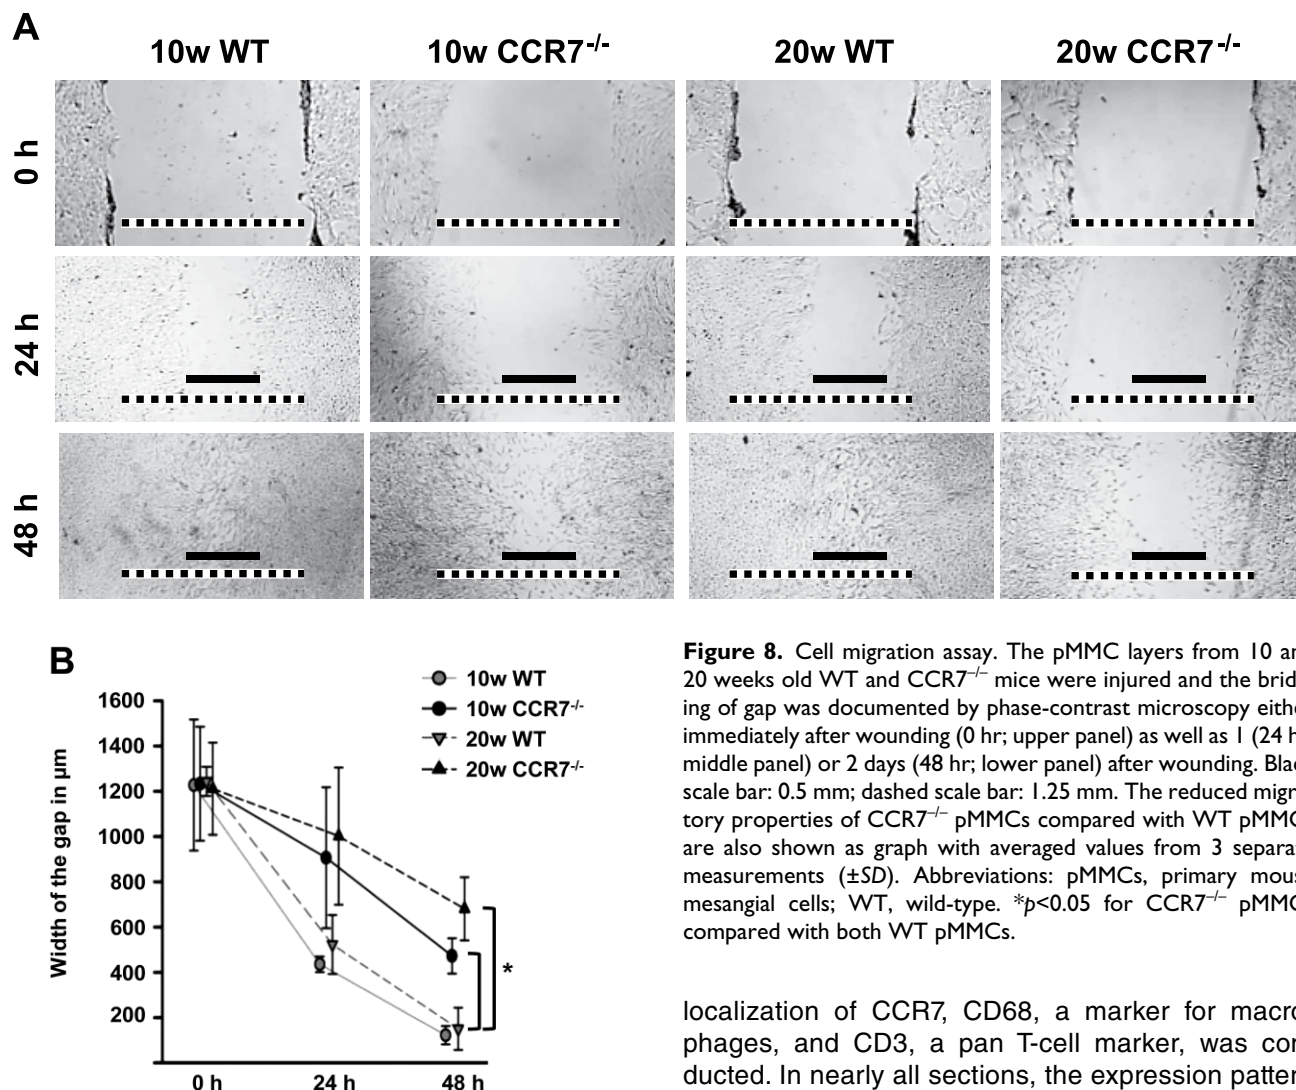 A
10w WT 10w CCR7-/- 20w WT 20w CCR7-/-
0 h
24 h
48 h
B
10w WT
10w CCR7-/-
20w WT
20w CCR7-/-
Width of the gap in µm
1600
1400
1200
1000
800
600
400
200
*
0 h 24 h 48 h
Figure 8. Cell migration assay. The pMMC layers from 10 an
20 weeks old WT and CCR7–/– mice were injured and the brid
ing of gap was documented by phase-contrast microscopy eithe
immediately after wounding (0 hr; upper panel) as well as 1 (24 h
middle panel) or 2 days (48 hr; lower panel) after wounding. Blac
scale bar: 0.5 mm; dashed scale bar: 1.25 mm. The reduced migr
tory properties of CCR7–/– pMMCs compared with WT pMMC
are also shown as graph with averaged values from 3 separat
measurements (±SD). Abbreviations: pMMCs, primary mous
mesangial cells; WT, wild-type. *p<0.05 for CCR7–/– pMMC
compared with both WT pMMCs.
localization of CCR7, CD68, a marker for macro
phages, and CD3, a pan T-cell marker, was con
ducted. In nearly all sections, the expression patter